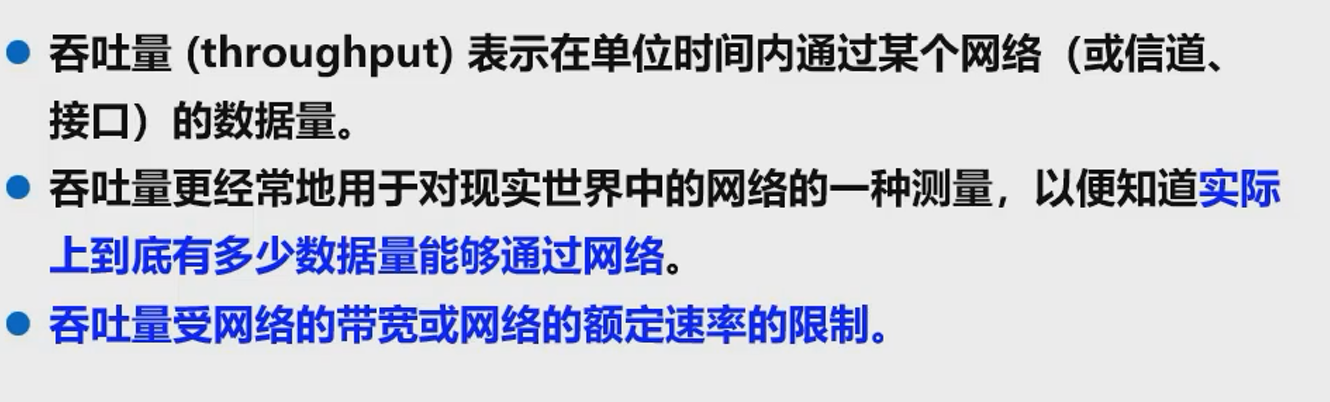 吞吐量 (throughput) 表示在单位时间内通过某个网络（或信道、
接口）的数据量。
吞吐量更经常地用于对现实世界中的网络的一种测量，以便知道实际
上到底有多少数据量能够通过网络。
吞吐量受网络的带宽或网络的额定速率的限制。